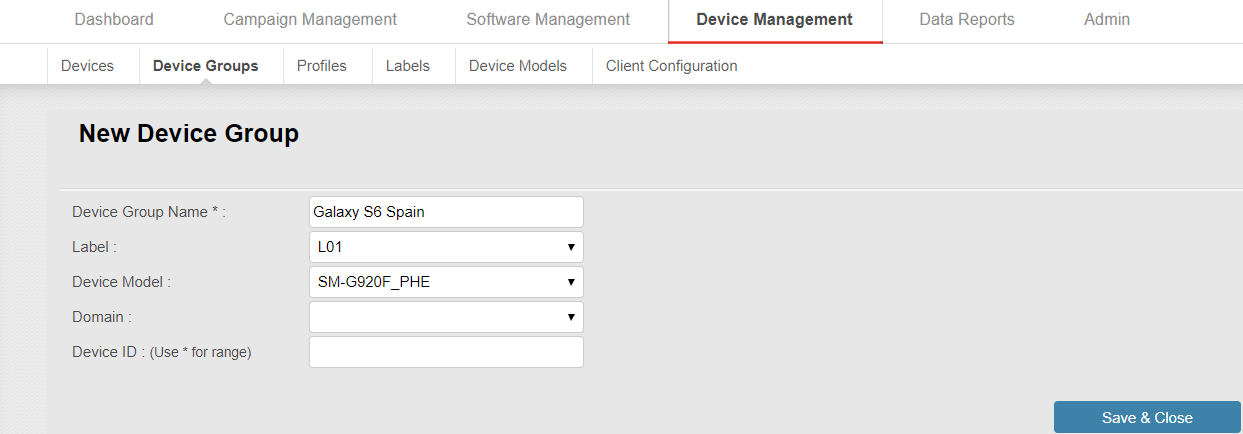 Dashboard Campaign Management Software Management Device Management Data Reports Admin
Devices Device Groups Profiles Labels Device Models Client Configuration
New Device Group
Device Group Name * : Galaxy S6 Spain
Label : L01
Device Model : SM-G920F_PHE
Domain :
Device ID : (Use * for range)
Save & Close